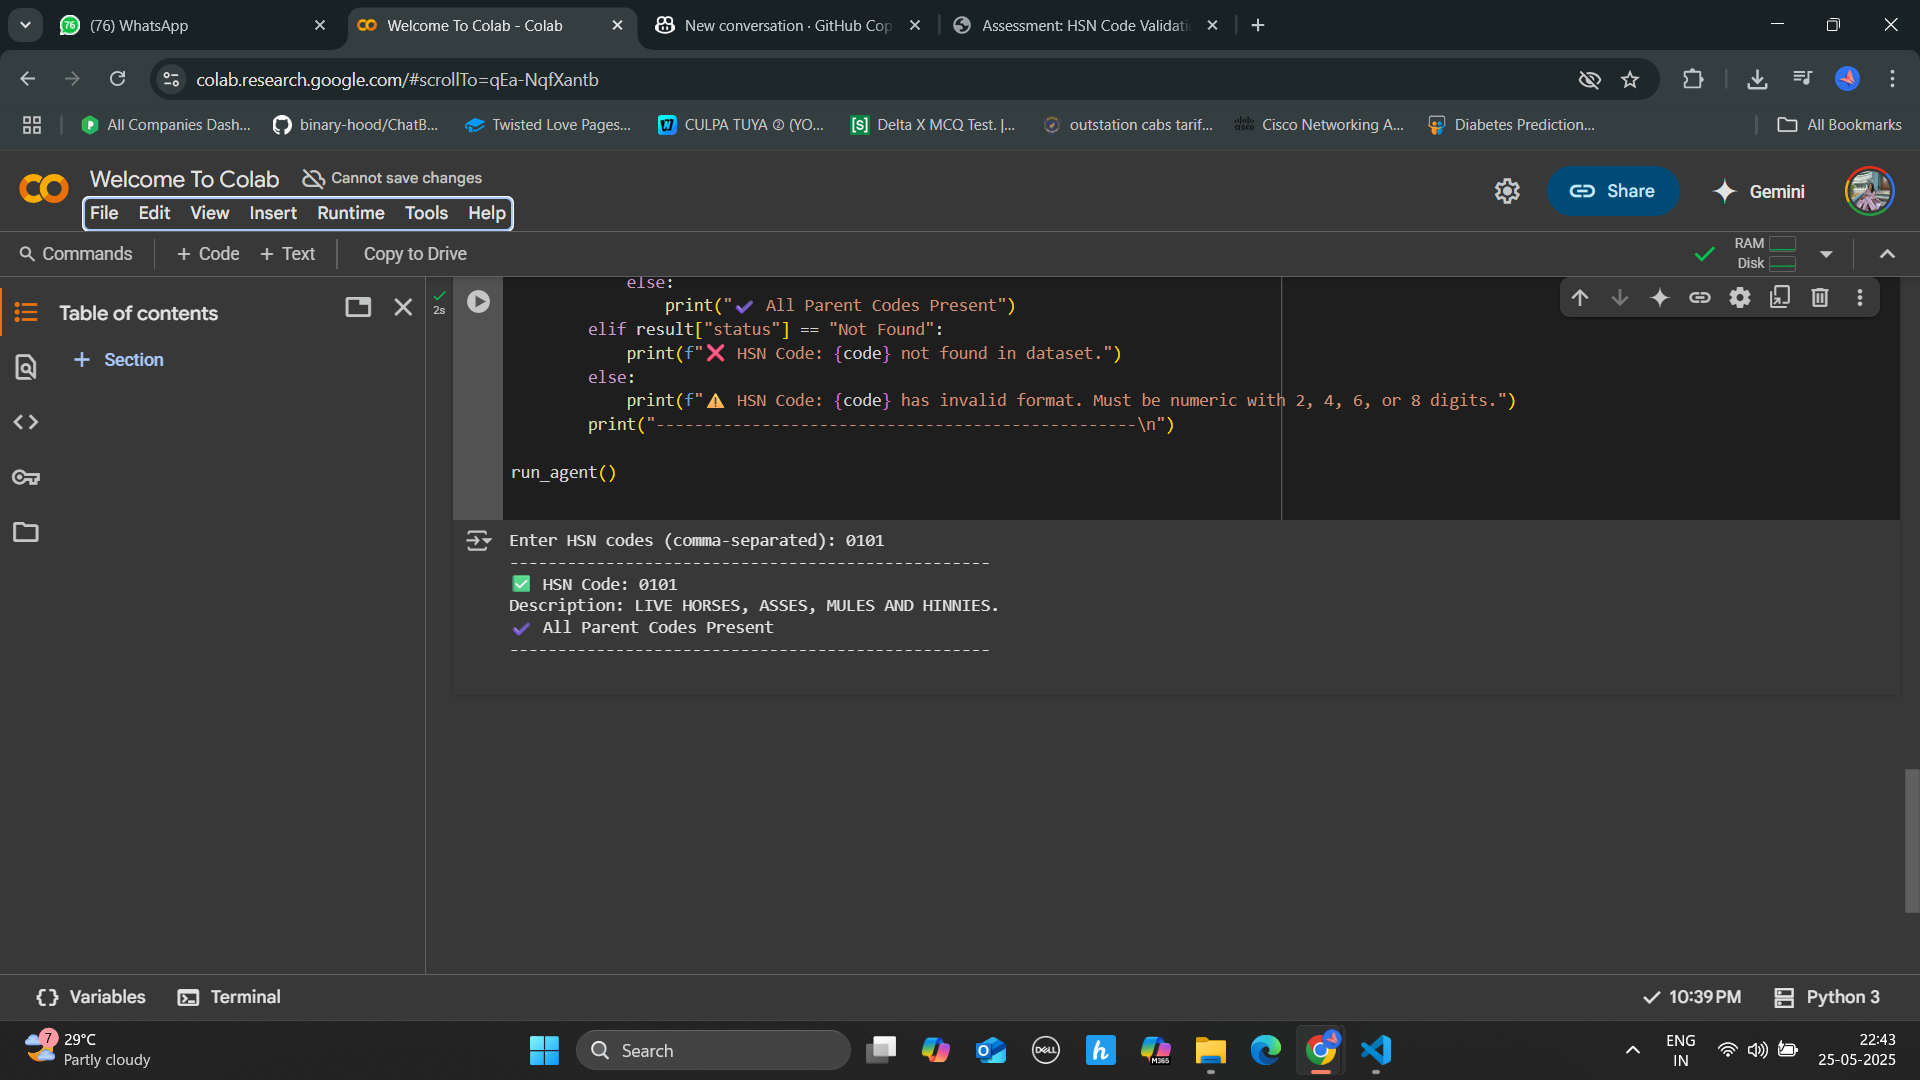 (76) WhatsApp
Welcome To Colab - Colab
New conversation · GitHub Cop
Assessment: HSN Code Validati
colab.research.google.com/#scrollTo=qEa-NqfXantb
All Companies Dash...
binary-hood/ChatB...
Twisted Love Pages...
CULPA TUYA ② (YO...
Delta X MCQ Test. |...
outstation cabs tarif...
Cisco Networking A...
Diabetes Prediction...
All Bookmarks
Welcome To Colab
Cannot save changes
File Edit View Insert Runtime Tools Help
Share
Gemini
Commands
+ Code + Text
Copy to Drive
RAM
Disk
Table of contents
+ Section
2s
else:
print("✔ All Parent Codes Present")
elif result["status"] == "Not Found":
print(f"❌ HSN Code: {code} not found in dataset.")
else:
print(f"⚠️ HSN Code: {code} has invalid format. Must be numeric with 2, 4, 6, or 8 digits.")
print("--------------------------------------------------\n")
run_agent()
Enter HSN codes (comma-separated): 0101
--------------------------------------------------
✅ HSN Code: 0101
Description: LIVE HORSES, ASSES, MULES AND HINNIES.
✔ All Parent Codes Present
--------------------------------------------------
Variables
Terminal
10:39 PM
Python 3
7
29°C
Partly cloudy
Search
DELL
h
M365
ENG
IN
22:43
25-05-2025